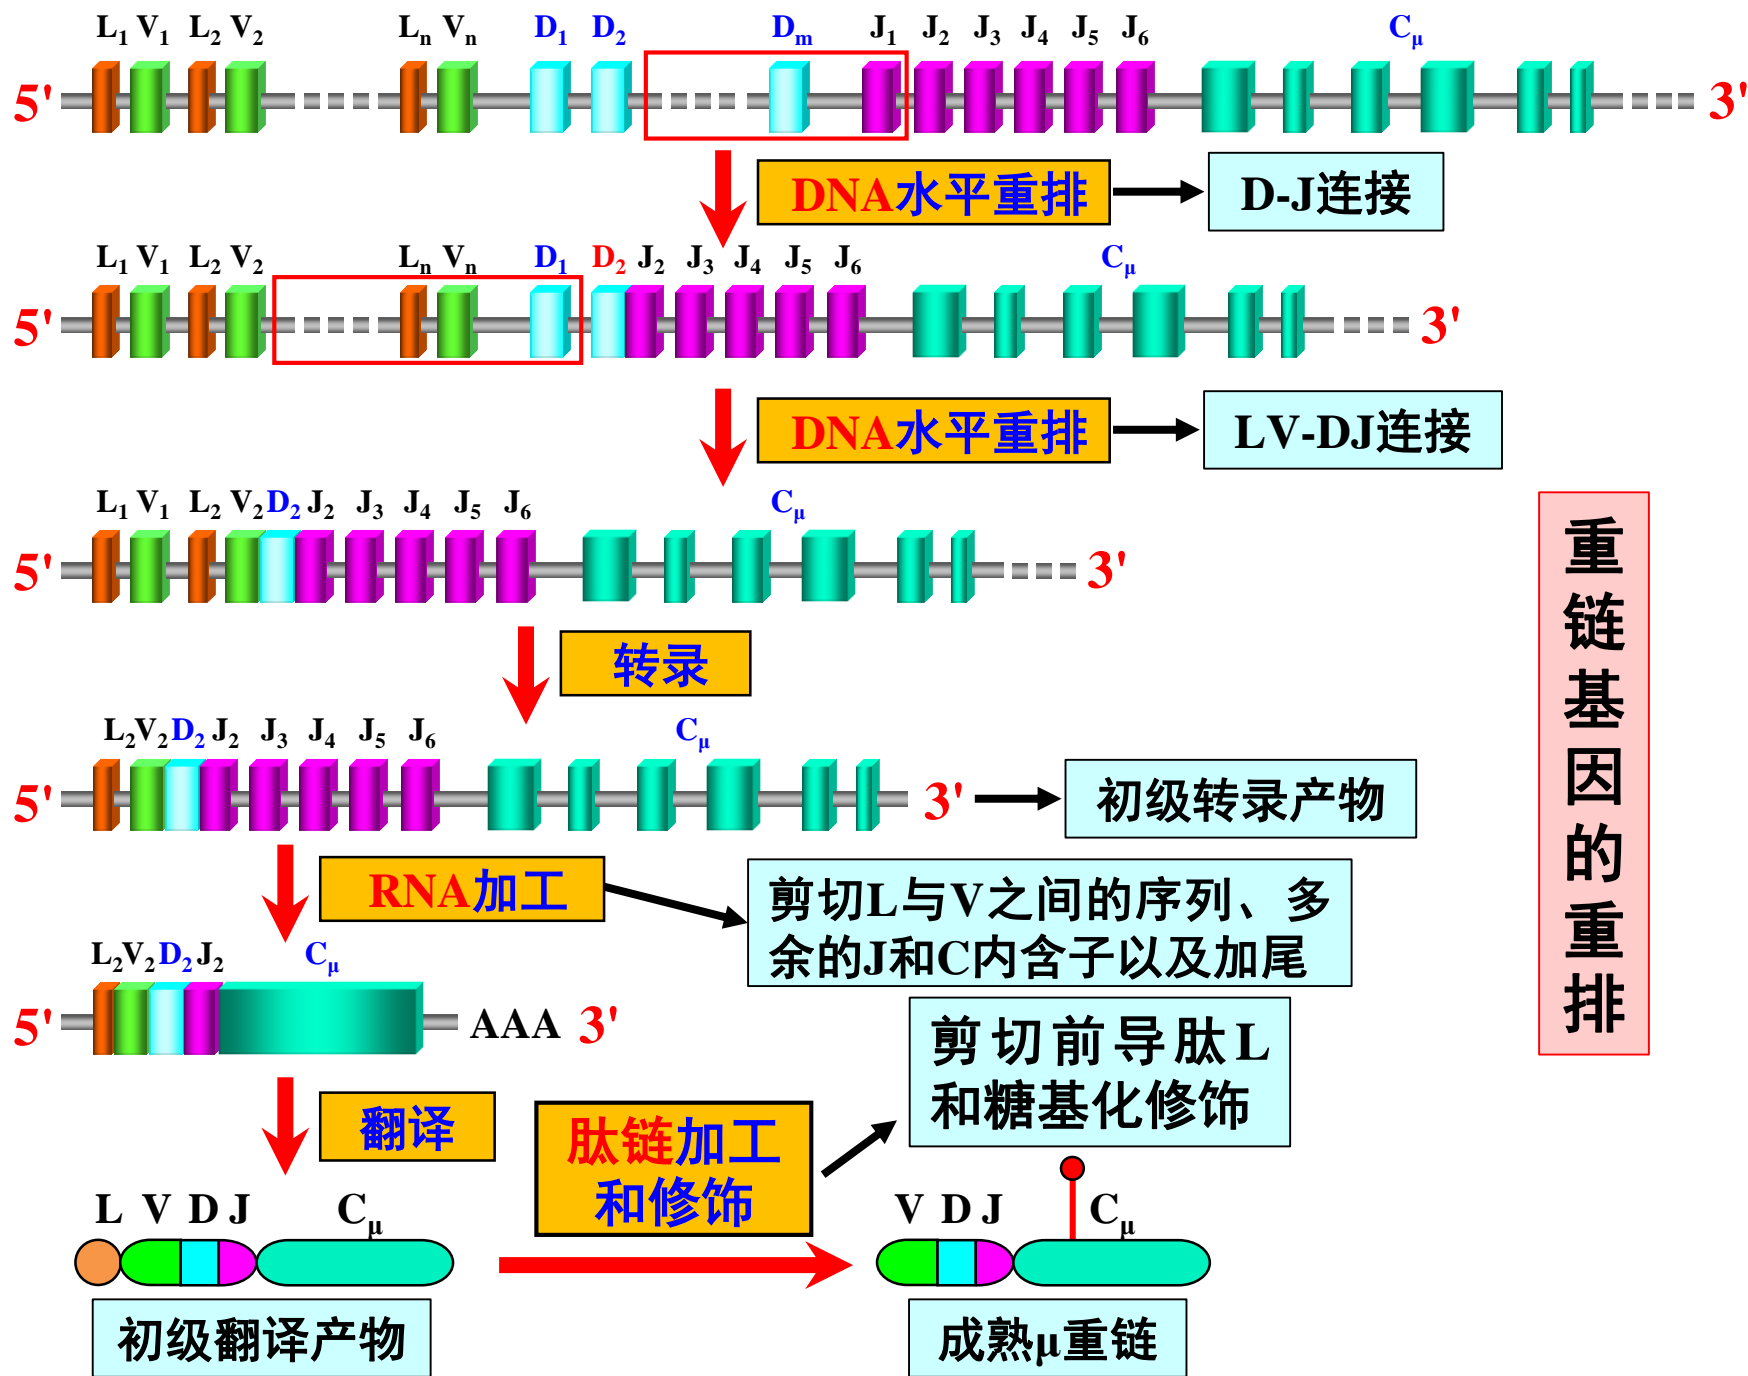 L₁ V₁ L₂ V₂ Lₙ Vₙ D₁ D₂ Dₘ J₁ J₂ J₃ J₄ J₅ J₆ Cμ
5' 3'
DNA水平重排 D-J连接
L₁ V₁ L₂ V₂ Lₙ Vₙ D₁ D₂ J₂ J₃ J₄ J₅ J₆ Cμ
5' 3'
DNA水平重排 LV-DJ连接
L₁ V₁ L₂ V₂ D₂ J₂ J₃ J₄ J₅ J₆ Cμ
5' 3'
转录
L₂ V₂ D₂ J₂ J₃ J₄ J₅ J₆ Cμ
5' 3' 初级转录产物
RNA加工
剪切L与V之间的序列、多
余的J和C内含子以及加尾
L₂ V₂ D₂ J₂ Cμ
5' AAA 3'
翻译
肽链加工
和修饰
剪切前导肽L
和糖基化修饰
L V D J Cμ
初级翻译产物
V D J Cμ
成熟μ重链
重链基因的重排